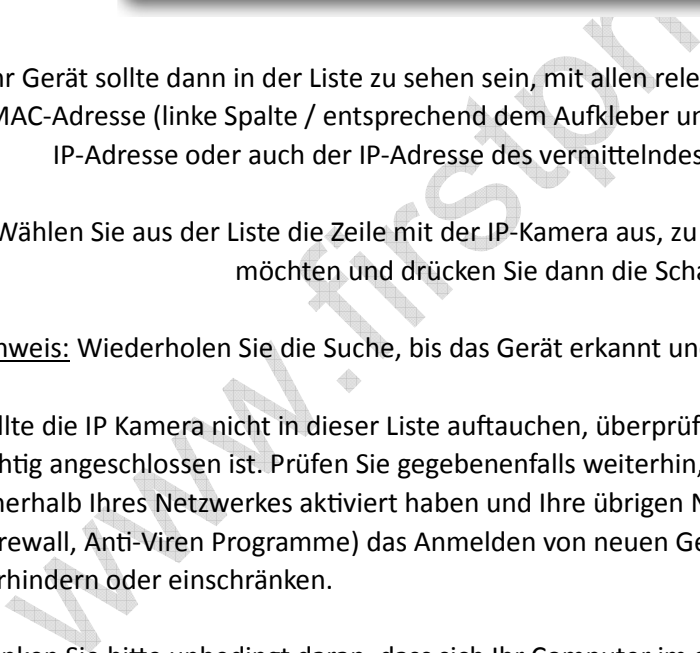 hr Gerät sollte dann in der Liste zu sehen sein, mit allen rele
MAC-Adresse (linke Spalte / entsprechend dem Aufkleber un
IP-Adresse oder auch der IP-Adresse des vermittelndes
Wählen Sie aus der Liste die Zeile mit der IP-Kamera aus, zu
möchten und drücken Sie dann die Scha
nweis: Wiederholen Sie die Suche, bis das Gerät erkannt un
llte die IP Kamera nicht in dieser Liste auftauchen, überprüf
htig angeschlossen ist. Prüfen Sie gegebenenfalls weiterhin,
nerhalb Ihres Netzwerkes aktiviert haben und Ihre übrigen N
rewall, Anti-Viren Programme) das Anmelden von neuen Ge
rhindern oder einschränken.
nken Sie bitte unbedingt daran, dass sich Ihr Computer im
www.firstpr